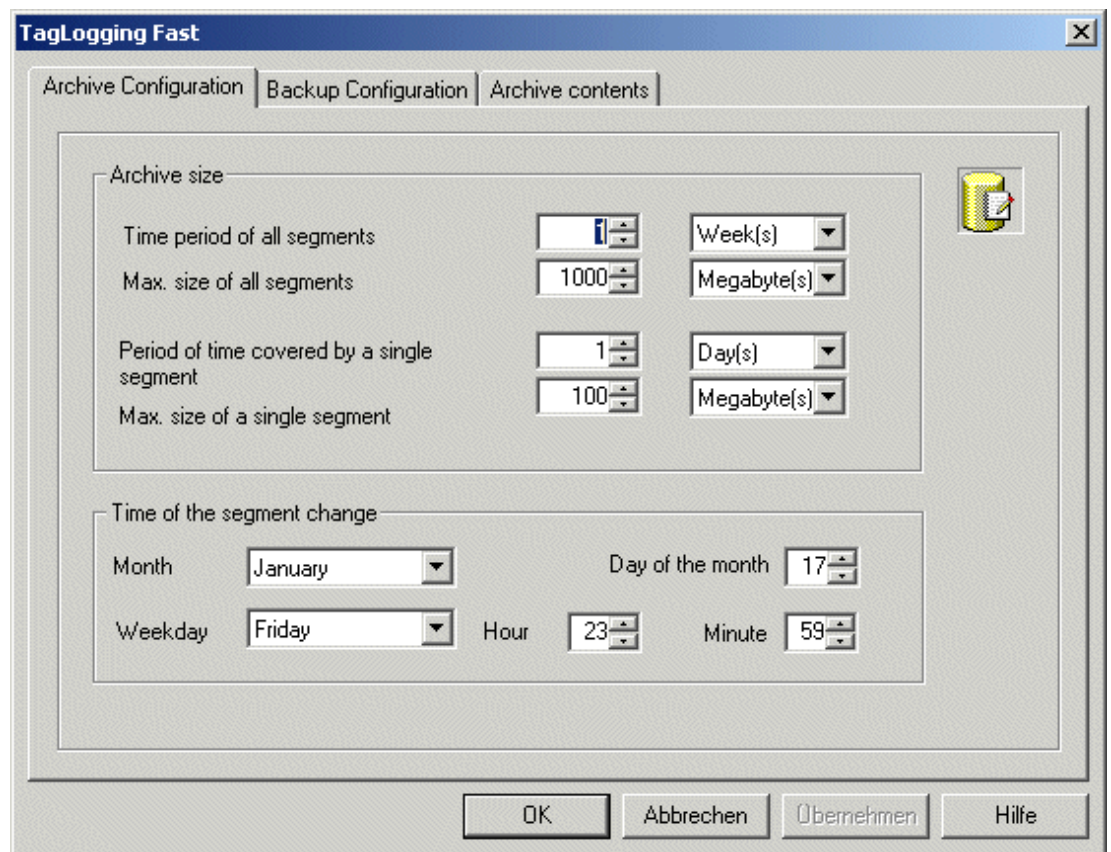 TagLogging Fast
Archive Configuration Backup Configuration Archive contents
Archive size
Time period of all segments 1 Week(s)
Max. size of all segments 1000 Megabyte(s)
Period of time covered by a single 1 Day(s)
segment
Max. size of a single segment 100 Megabyte(s)
Time of the segment change
Month January Day of the month 17
Weekday Friday Hour 23 Minute 59
OK Abbrechen Übernehmen Hilfe